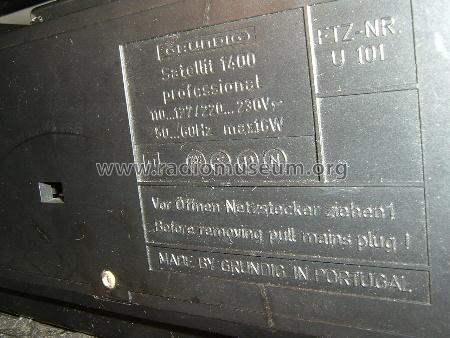 GRUNDIG
Satellit 1400
professional
110...127/220...230V~
50...60Hz max16W
FTZ-NR.
U 101
www.radiomuseum.org
Vor Öffnen Netzstecker ziehen!
Before removing pull mains plug!
MADE BY GRUNDIG IN PORTUGAL